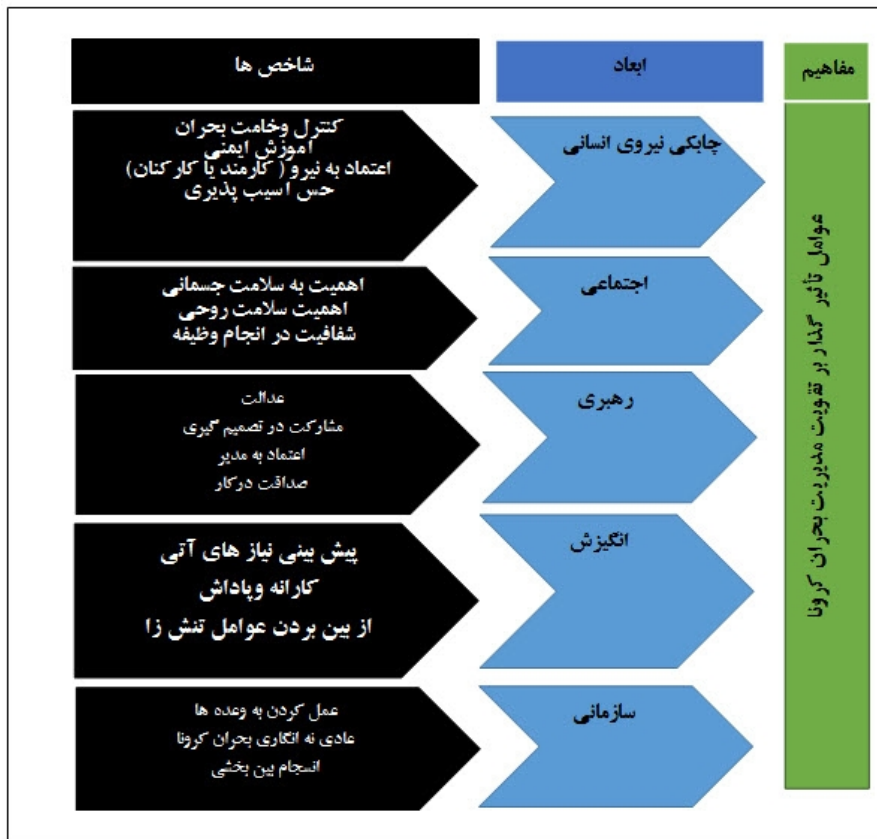 مفاهیم
ابعاد
شاخص ها
عوامل تأثیر گذار بر تقویت مدیریت بحران کرونا
چابکی نیروی انسانی
کنترل وخامت بحران
اموزش ایمنی
اعتماد به نیرو ( کارمند یا کارکنان)
حس اسیب پذیری
اجتماعی
اهمیت به سلامت جسمانی
اهمیت سلامت روحی
شفافیت در انجام وظیفه
رهبری
عدالت
مشارکت در تصمیم گیری
اعتماد به مدیر
صداقت درکار
انگیزش
پیش بینی نیاز های آتی
کارانه وپاداش
از بین بردن عوامل تنش زا
سازمانی
عمل کردن به وعده ها
عادی نه انگاری بحران کرونا
انسجام بین بخشی